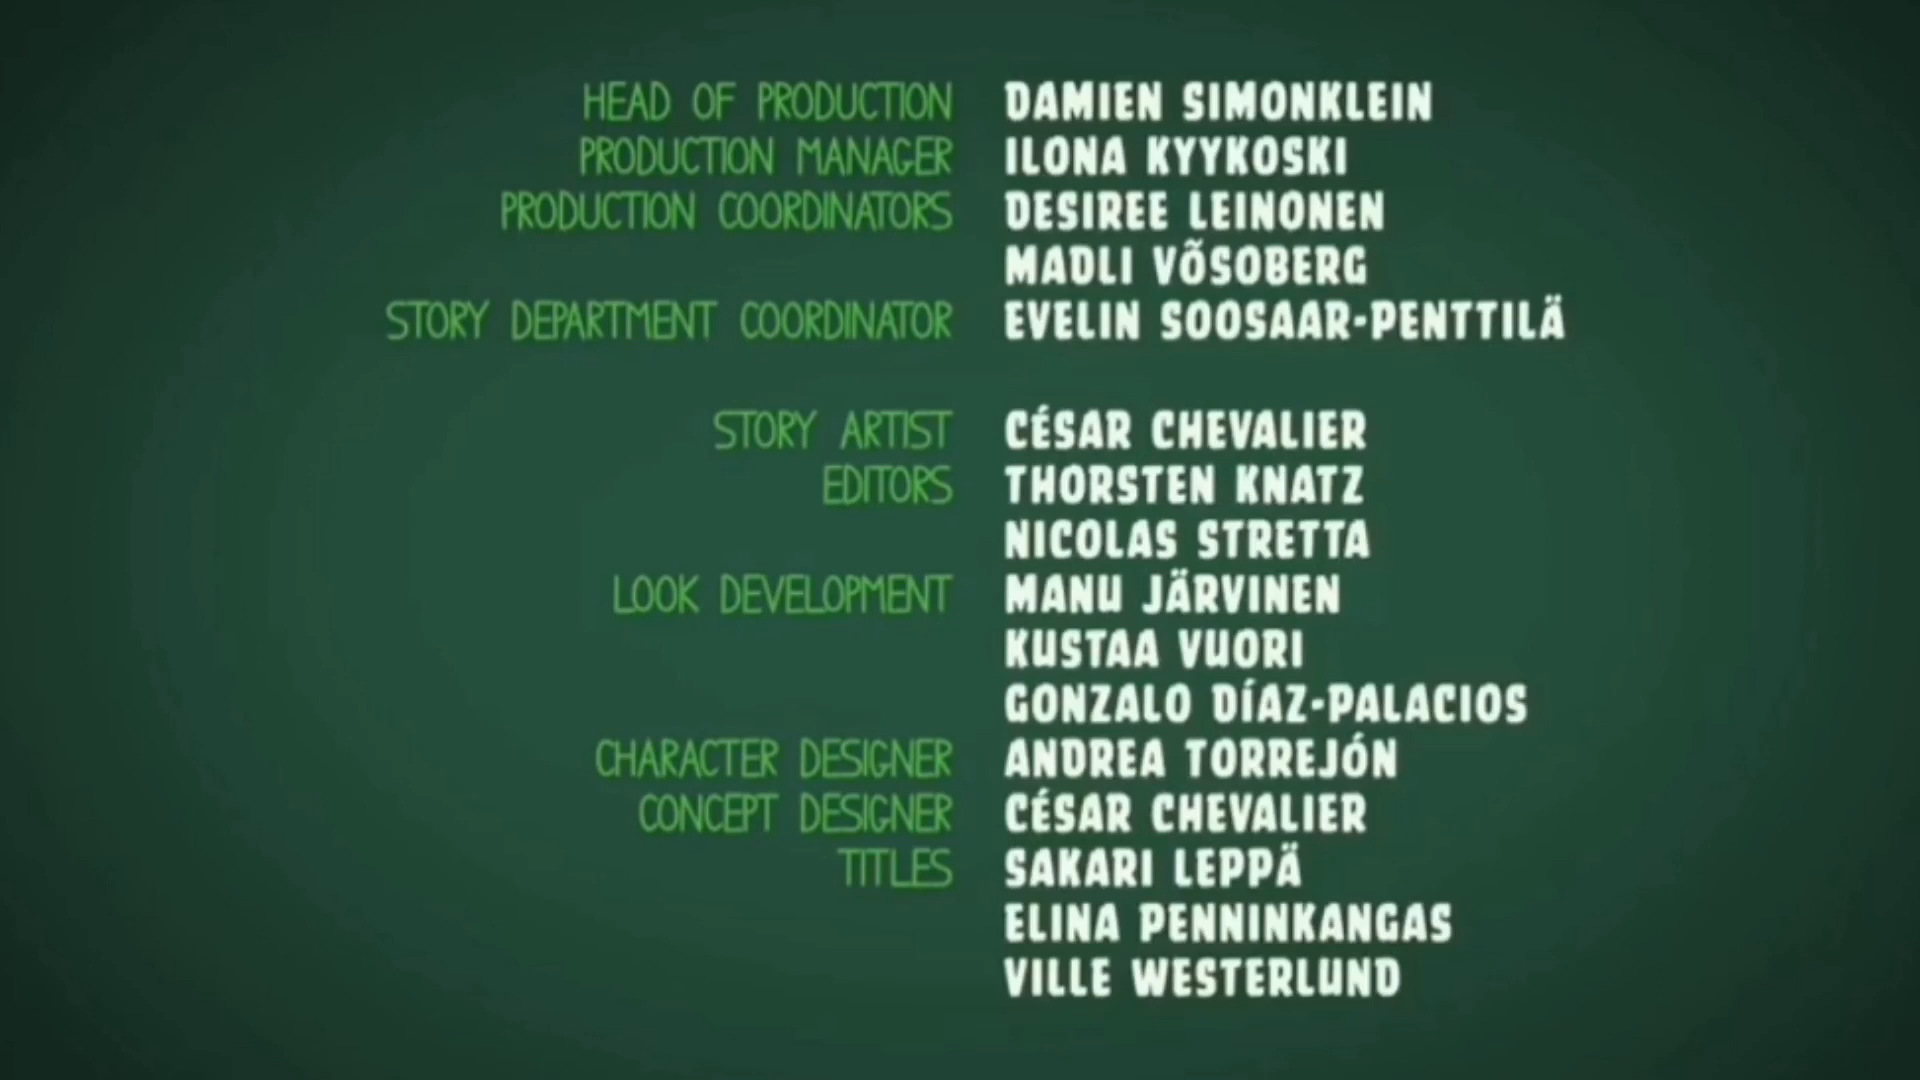 HEAD OF PRODUCTION DAMIEN SIMONKLEIN
PRODUCTION MANAGER ILONA KYYKOSKI
PRODUCTION COORDINATORS DESIREE LEINONEN
MADLI VÕSOBERG
STORY DEPARTMENT COORDINATOR EVELIN SOOSAAR-PENTTILÄ
STORY ARTIST CÉSAR CHEVALIER
EDITORS THORSTEN KNATZ
NICOLAS STRETTA
LOOK DEVELOPMENT MANU JÄRVINEN
KUSTAA VUORI
GONZALO DÍAZ-PALACIOS
CHARACTER DESIGNER ANDREA TORREJÓN
CONCEPT DESIGNER CÉSAR CHEVALIER
TITLES SAKARI LEPPÄ
ELINA PENNINKANGAS
VILLE WESTERLUND